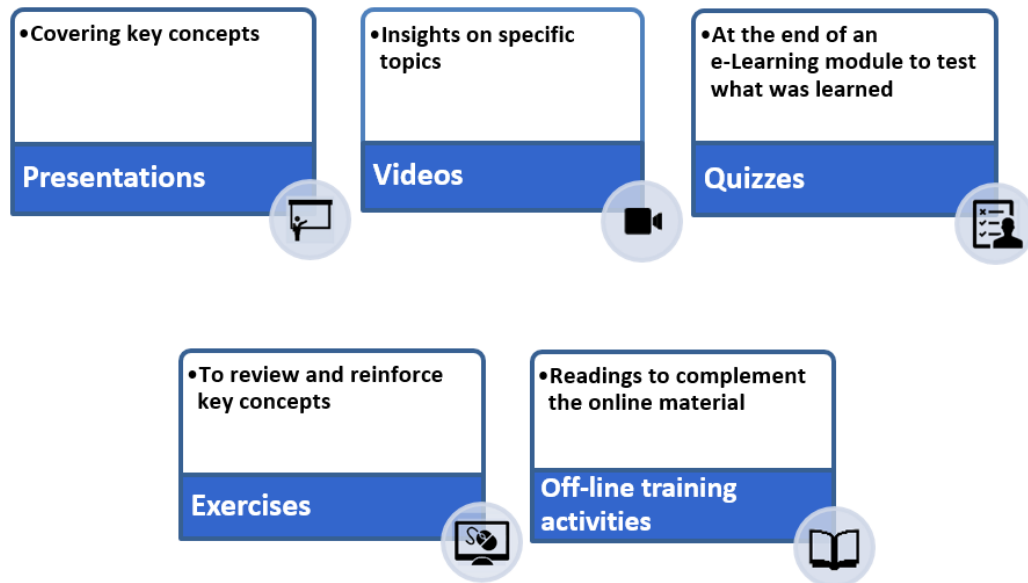 •Covering key concepts
Presentations
•Insights on specific
topics
Videos
•At the end of an
e-Learning module to test
what was learned
Quizzes
•To review and reinforce
key concepts
Exercises
•Readings to complement
the online material
Off-line training
activities